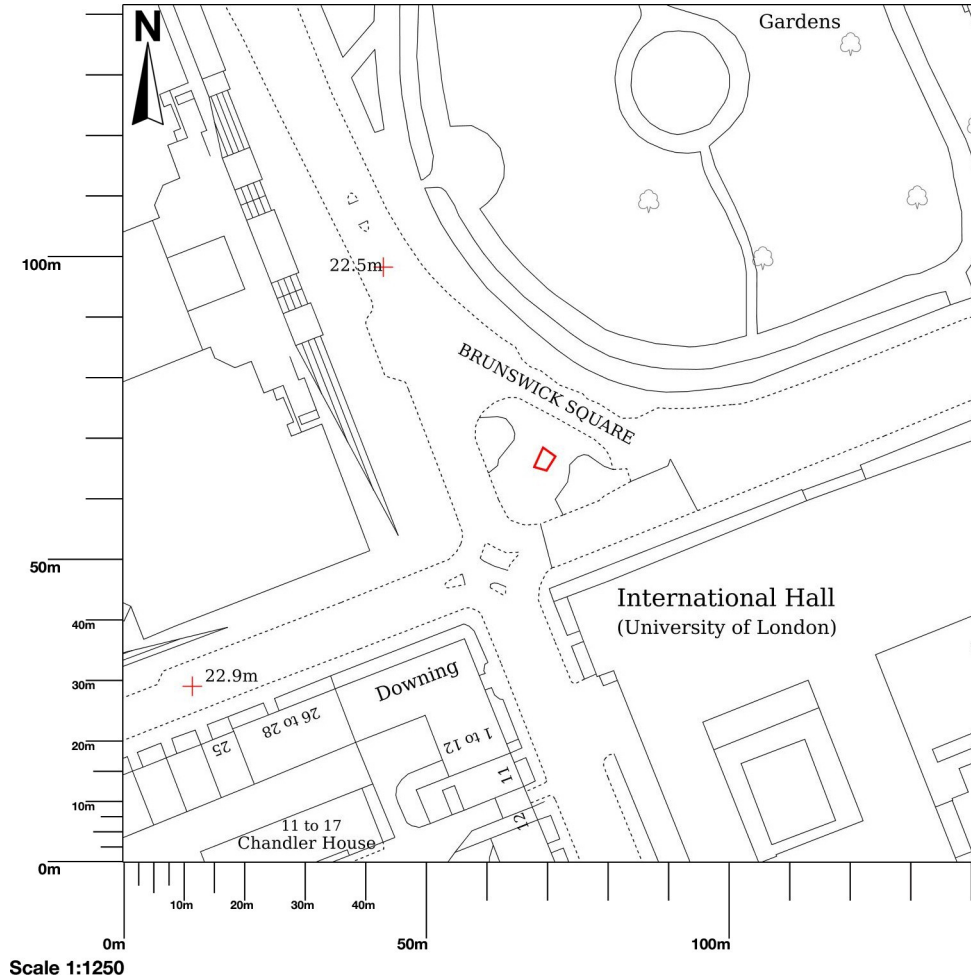 N
Gardens
100m
22.5m
BRUNSWICK SQUARE
50m
International Hall
(University of London)
40m
30m
22.9m
Downing
26 to 28
25
1 to 12
20m
11
10m
12
11 to 17
Chandler House
0m
10m
20m
30m
40m
0m
50m
100m
Scale 1:1250